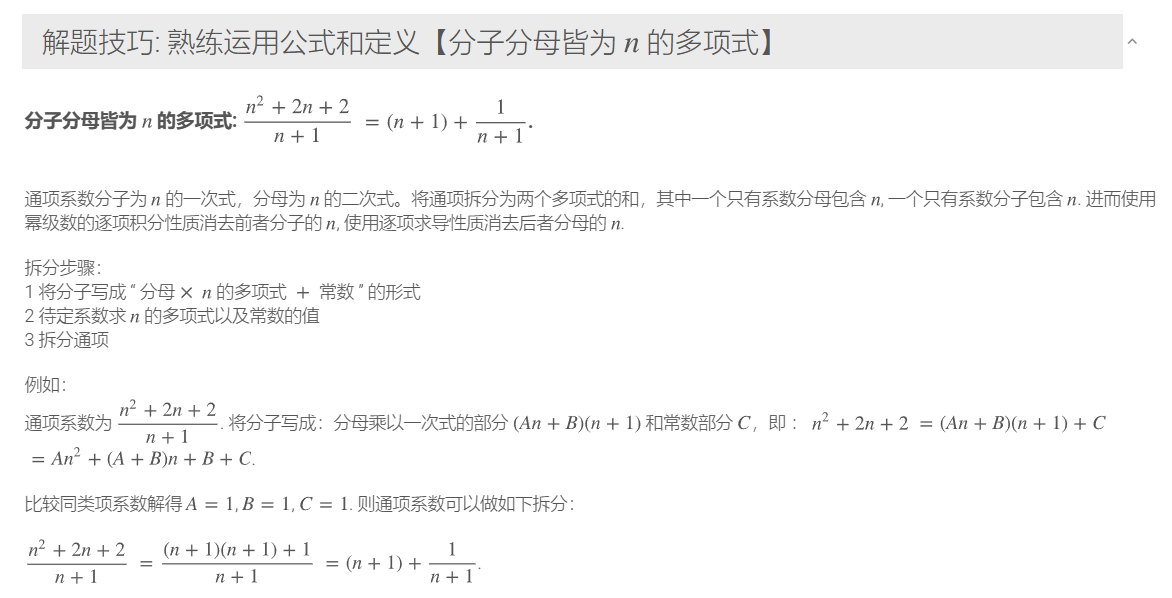 解题技巧: 熟练运用公式和定义【分子分母皆为 n 的多项式】
分子分母皆为 n 的多项式: \frac{n^2 + 2n + 2}{n + 1} = (n + 1) + \frac{1}{n + 1}.
通项系数分子为 n 的一次式，分母为 n 的二次式。将通项拆分为两个多项式的和，其中一个只有系数分母包含 n, 一个只有系数分子包含 n. 进而使用
幂级数的逐项积分性质消去前者分子的 n, 使用逐项求导性质消去后者分母的 n.
拆分步骤：
1 将分子写成 “ 分母 × n 的多项式 + 常数 ” 的形式
2 待定系数求 n 的多项式以及常数的值
3 拆分通项
例如：
通项系数为 \frac{n^2 + 2n + 2}{n + 1}. 将分子写成：分母乘以一次式的部分 (An + B)(n + 1) 和常数部分 C，即： n^2 + 2n + 2 = (An + B)(n + 1) + C
= An^2 + (A + B)n + B + C.
比较同类项系数解得 A = 1, B = 1, C = 1. 则通项系数可以做如下拆分：
\frac{n^2 + 2n + 2}{n + 1} = \frac{(n + 1)(n + 1) + 1}{n + 1} = (n + 1) + \frac{1}{n + 1}.